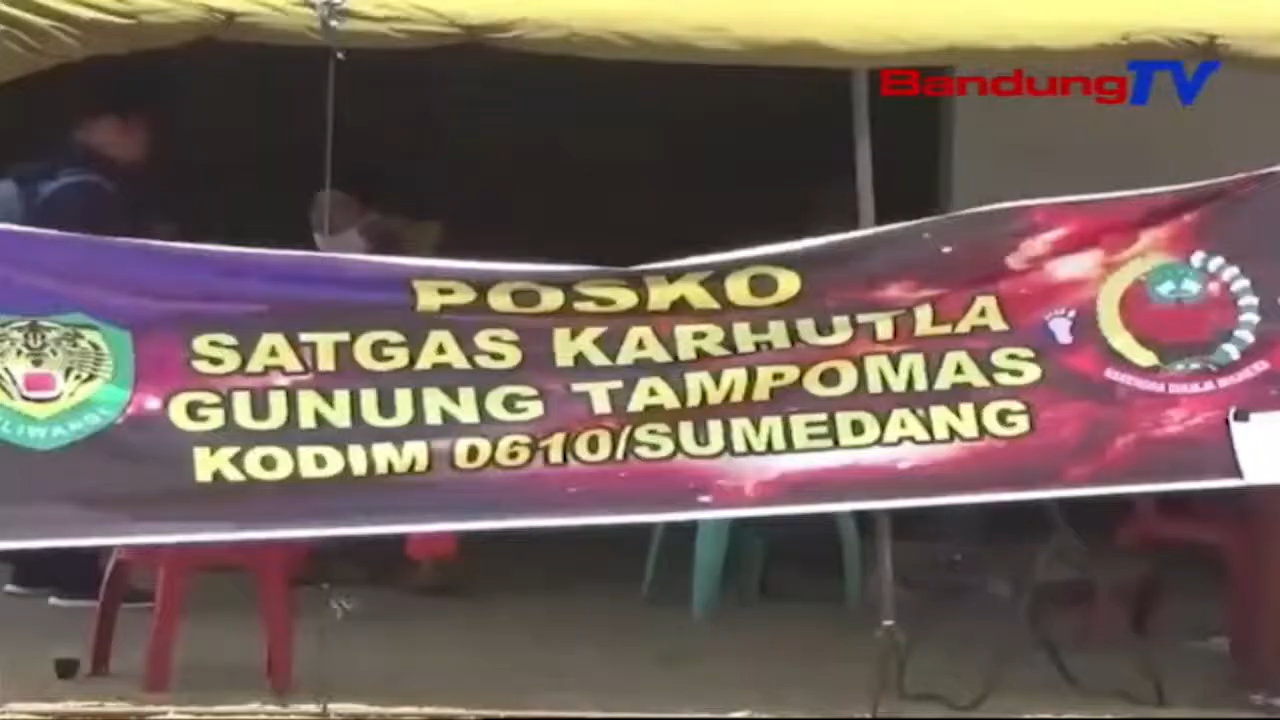 BandungTV
POSKO
SATGAS KARHUTLA
GUNUNG TAMPOMAS
KODIM 0610/SUMEDANG